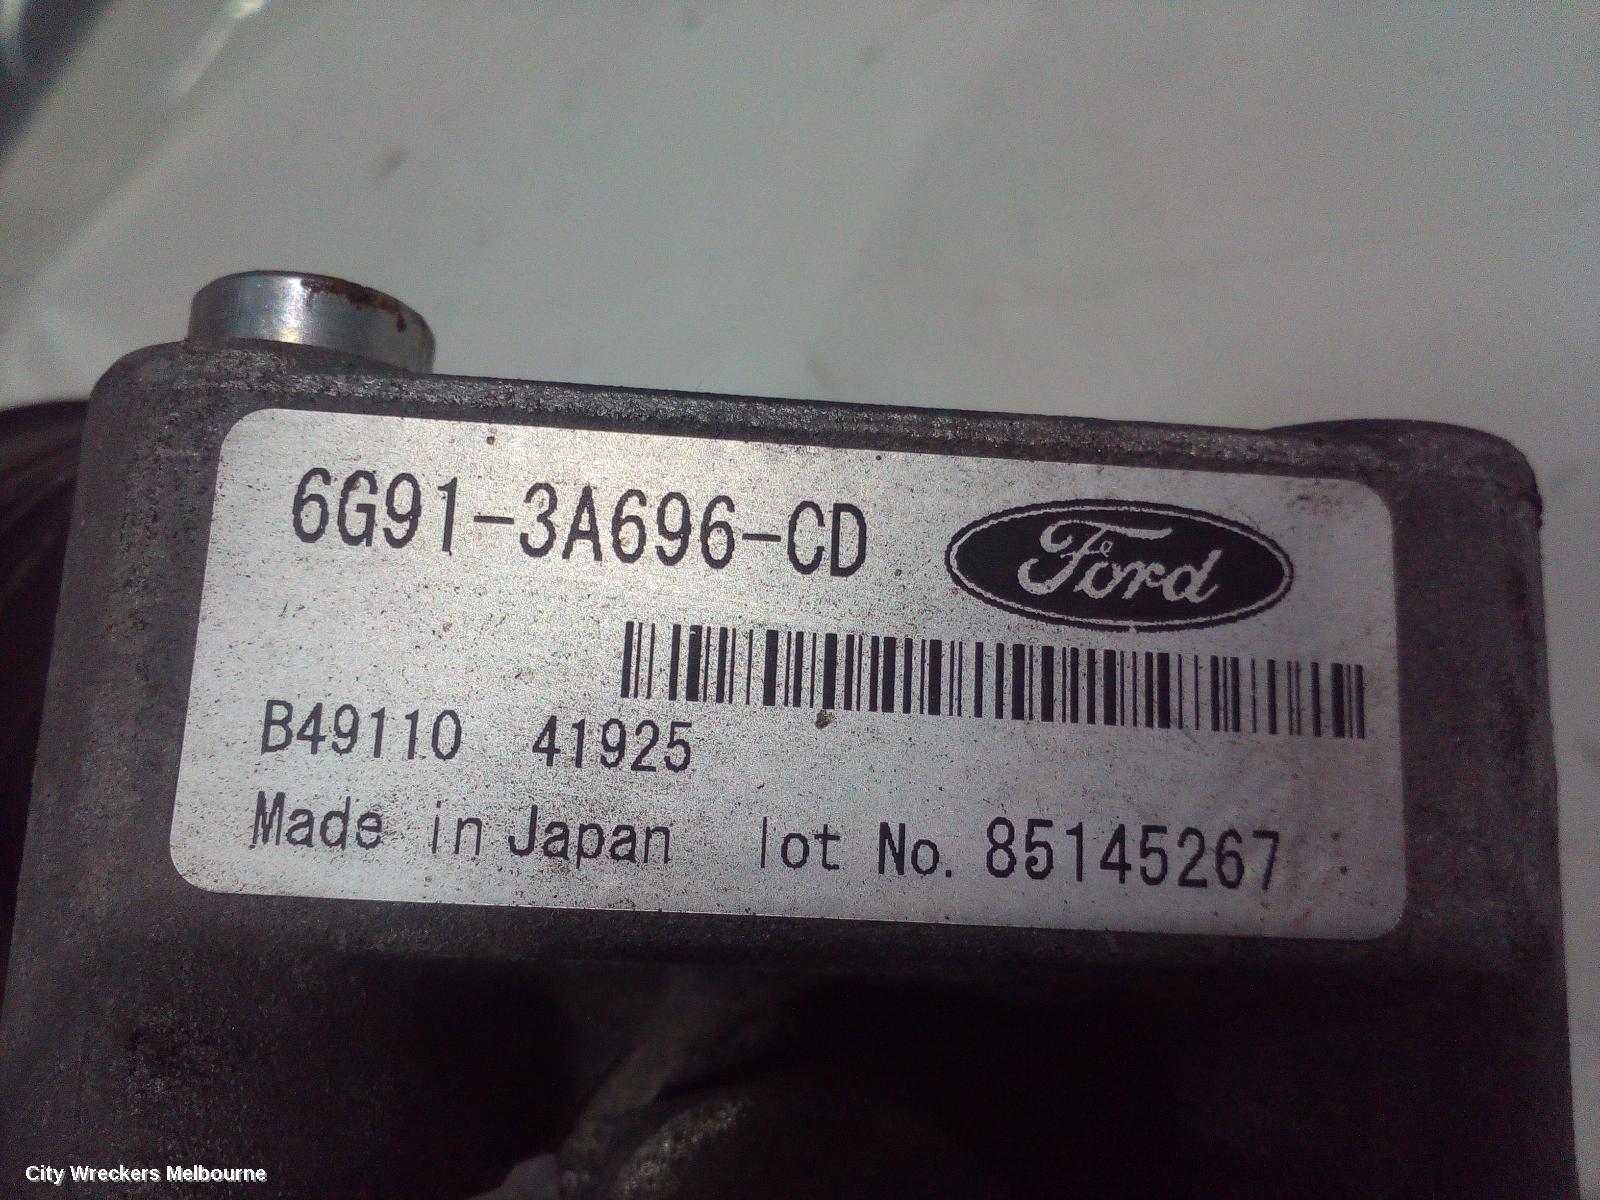 6G91-3A696-CD
Ford
B49110 41925
Made in Japan lot No. 85145267
City Wreckers Melbourne